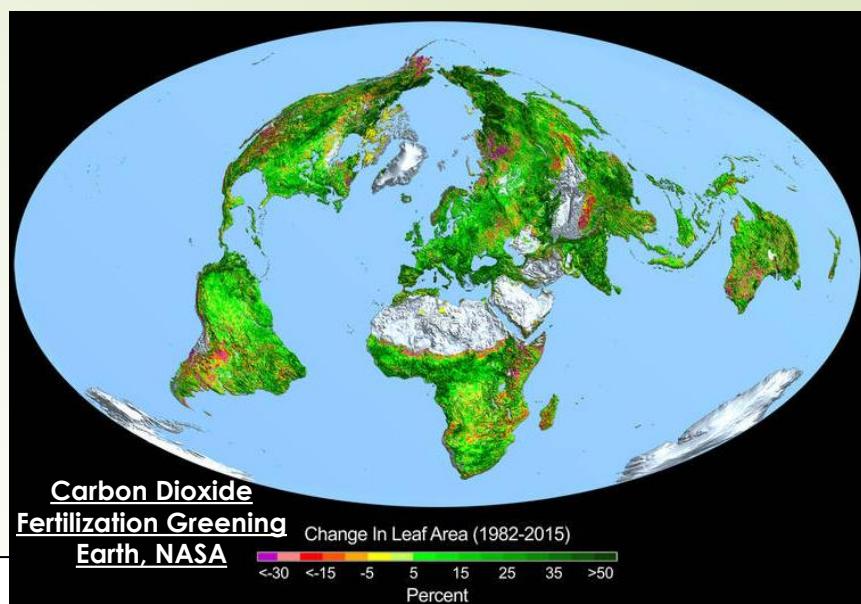 Carbon Dioxide
Fertilization Greening
Earth, NASA
Change In Leaf Area (1982-2015)
<-30 <-15 -5 5 15 25 35 >50
Percent